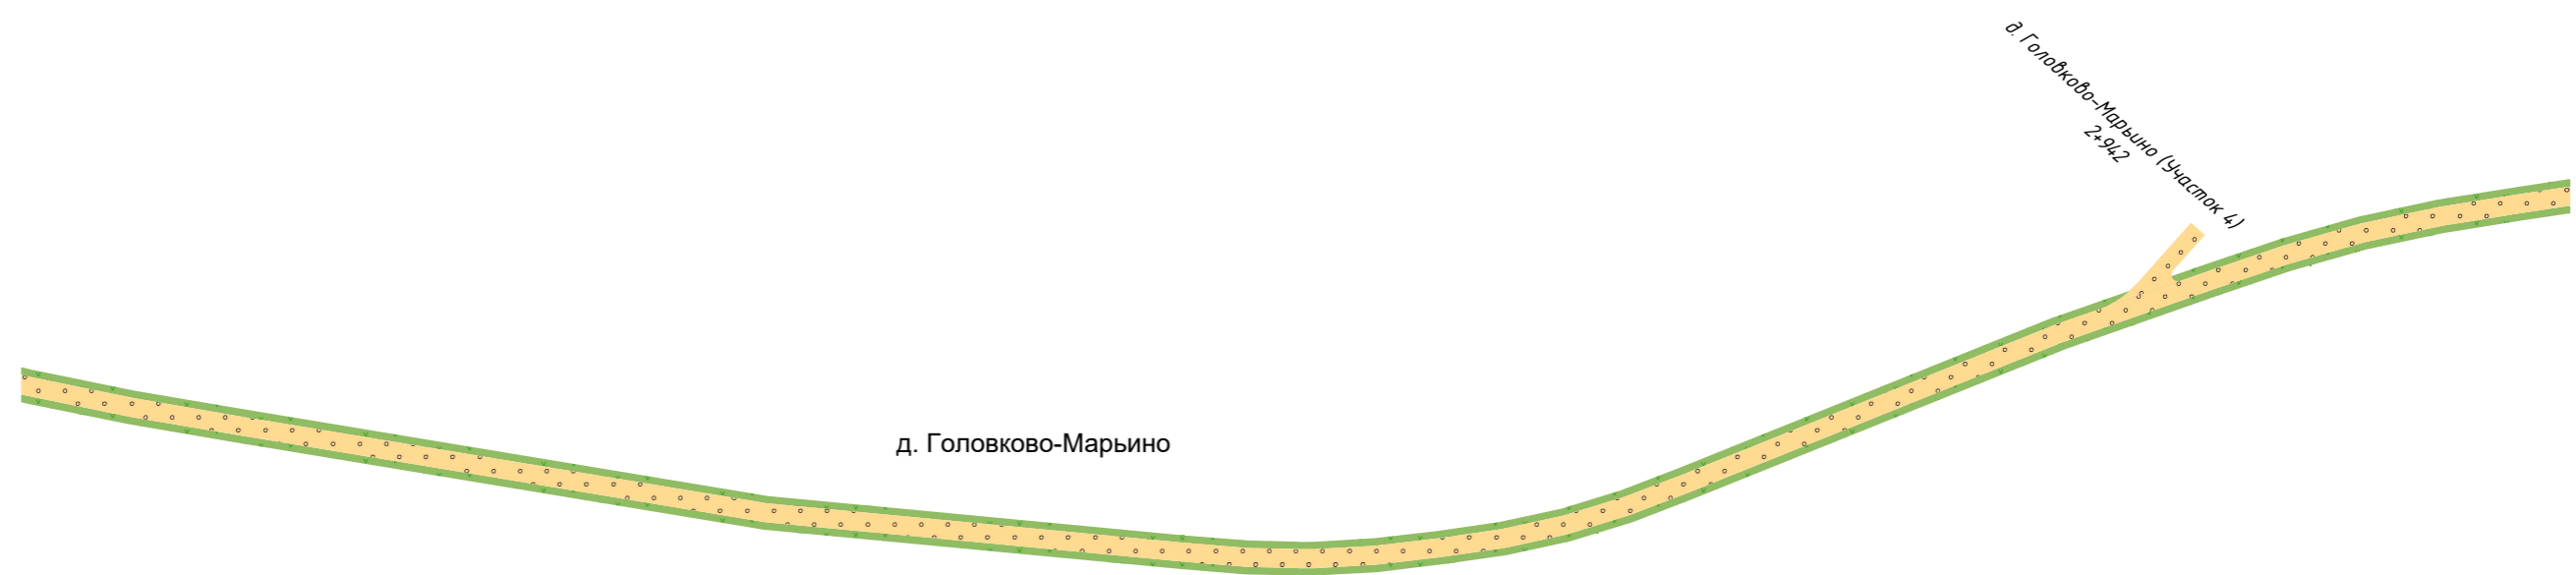 д. Головково-Марьино (Участок 4)
2+942
д. Головково-Марьино